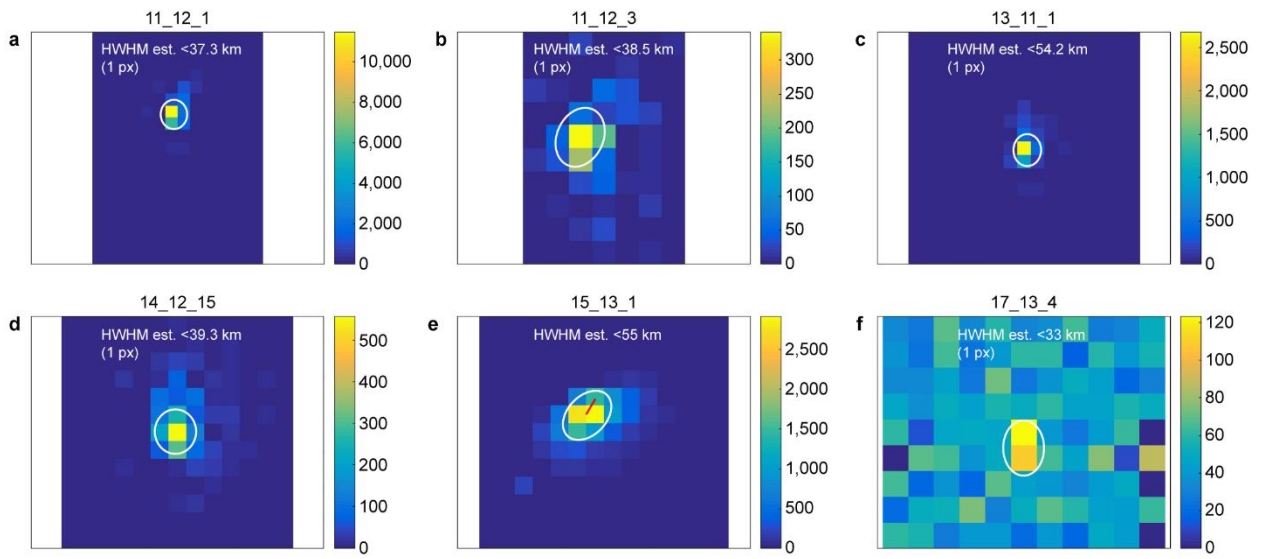 11_12_1
a
HWHM est. <37.3 km
(1 px)
10,000
8,000
6,000
4,000
2,000
0
11_12_3
b
HWHM est. <38.5 km
(1 px)
300
250
200
150
100
50
0
13_11_1
c
HWHM est. <54.2 km
(1 px)
2,500
2,000
1,500
1,000
500
0
14_12_15
d
HWHM est. <39.3 km
(1 px)
500
400
300
200
100
0
15_13_1
e
HWHM est. <55 km
2,500
2,000
1,500
1,000
500
0
17_13_4
f
HWHM est. <33 km
(1 px)
120
100
80
60
40
20
0